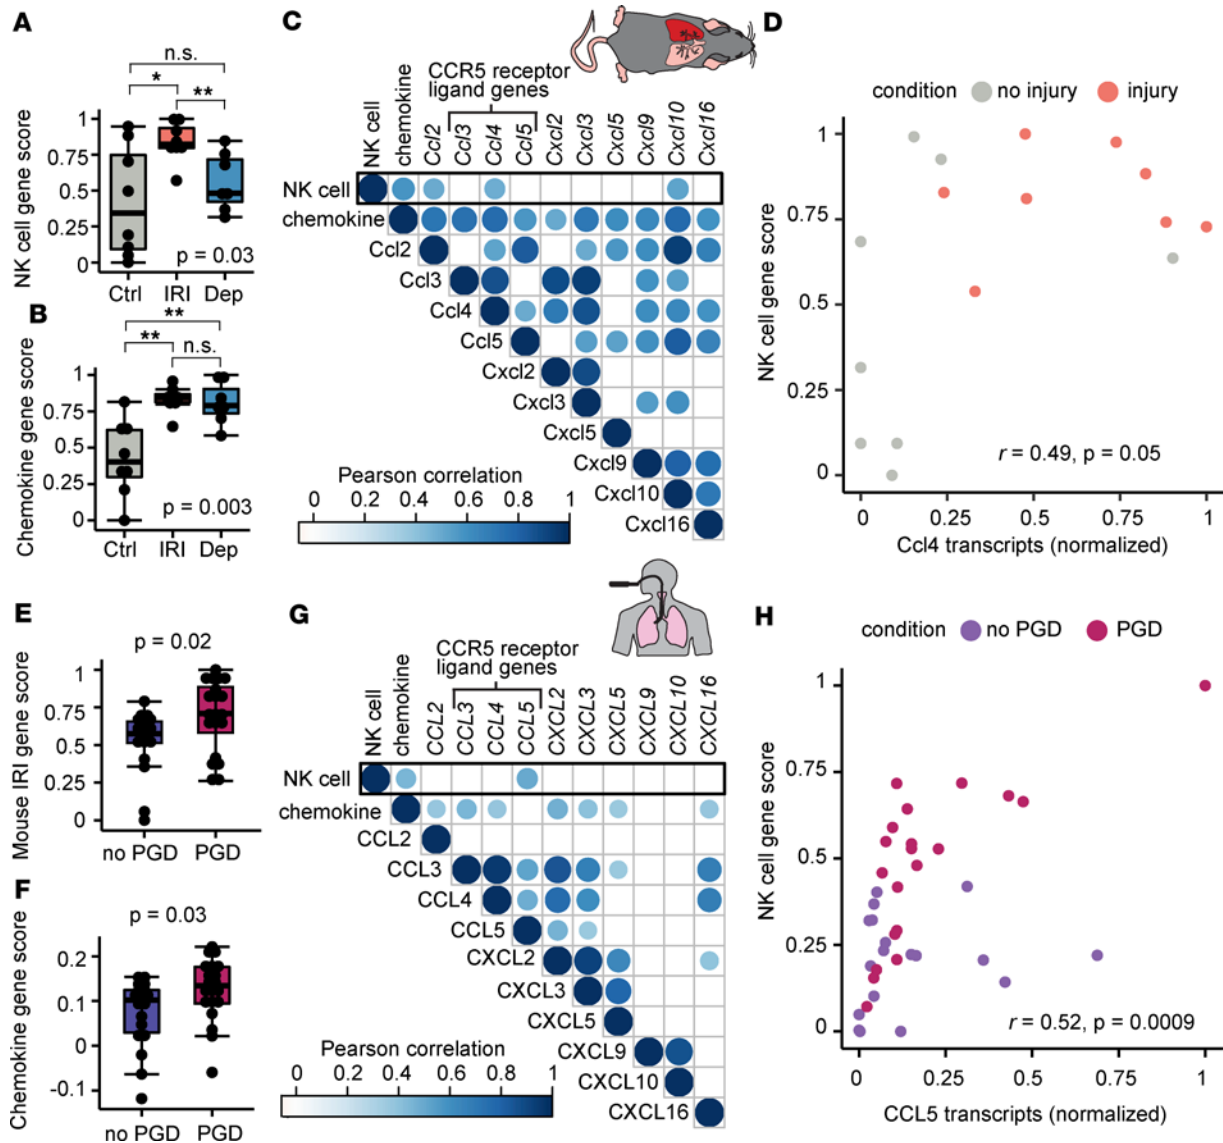 A
n.s.
*
**
NK cell gene score
1
0.75
0.5
0.25
0
p = 0.03
Ctrl IRI Dep
B
**
**
n.s.
Chemokine gene score
1
0.75
0.5
0.25
0
p = 0.003
Ctrl IRI Dep
C
CCR5 receptor
ligand genes
NK cell chemokine Ccl2 Ccl3 Ccl4 Ccl5 Cxcl2 Cxcl3 Cxcl5 Cxcl9 Cxcl10 Cxcl16
NK cell
chemokine
Ccl2
Ccl3
Ccl4
Ccl5
Cxcl2
Cxcl3
Cxcl5
Cxcl9
Cxcl10
Cxcl16
Pearson correlation
0 0.2 0.4 0.6 0.8 1
D
condition no injury injury
NK cell gene score
1
0.75
0.5
0.25
0
r = 0.49, p = 0.05
0 0.25 0.5 0.75 1
Ccl4 transcripts (normalized)
E
p = 0.02
Mouse IRI gene score
1
0.75
0.5
0.25
0
no PGD PGD
F
p = 0.03
Chemokine gene score
0.2
0.1
0
-0.1
no PGD PGD
G
CCR5 receptor
ligand genes
NK cell chemokine CCL2 CCL3 CCL4 CCL5 CXCL2 CXCL3 CXCL5 CXCL9 CXCL10 CXCL16
NK cell
chemokine
CCL2
CCL3
CCL4
CCL5
CXCL2
CXCL3
CXCL5
CXCL9
CXCL10
CXCL16
Pearson correlation
0 0.2 0.4 0.6 0.8 1
H
condition no PGD PGD
NK cell gene score
1
0.75
0.5
0.25
0
r = 0.52, p = 0.0009
0 0.25 0.5 0.75 1
CCL5 transcripts (normalized)